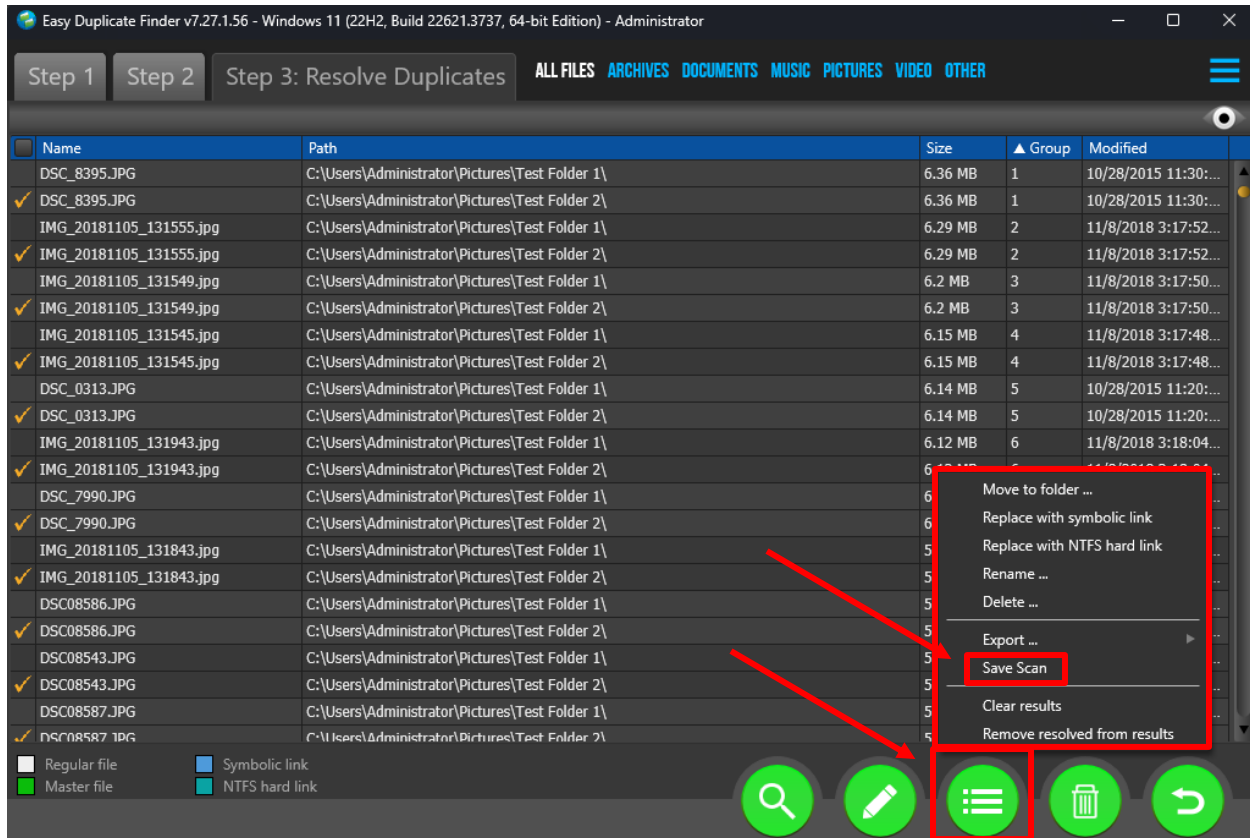 Easy Duplicate Finder v7.27.1.56 - Windows 11 (22H2, Build 22621.3737, 64-bit Edition) - Administrator
Step 1 Step 2 Step 3: Resolve Duplicates ALL FILES ARCHIVES DOCUMENTS MUSIC PICTURES VIDEO OTHER
Name Path Size ▲ Group Modified
DSC_8395.JPG C:\Users\Administrator\Pictures\Test Folder 1\ 6.36 MB 1 10/28/2015 11:30:...
DSC_8395.JPG C:\Users\Administrator\Pictures\Test Folder 2\ 6.36 MB 1 10/28/2015 11:30:...
IMG_20181105_131555.jpg C:\Users\Administrator\Pictures\Test Folder 1\ 6.29 MB 2 11/8/2018 3:17:52...
IMG_20181105_131555.jpg C:\Users\Administrator\Pictures\Test Folder 2\ 6.29 MB 2 11/8/2018 3:17:52...
IMG_20181105_131549.jpg C:\Users\Administrator\Pictures\Test Folder 1\ 6.2 MB 3 11/8/2018 3:17:50...
IMG_20181105_131549.jpg C:\Users\Administrator\Pictures\Test Folder 2\ 6.2 MB 3 11/8/2018 3:17:50...
IMG_20181105_131545.jpg C:\Users\Administrator\Pictures\Test Folder 1\ 6.15 MB 4 11/8/2018 3:17:48...
IMG_20181105_131545.jpg C:\Users\Administrator\Pictures\Test Folder 2\ 6.15 MB 4 11/8/2018 3:17:48...
DSC_0313.JPG C:\Users\Administrator\Pictures\Test Folder 1\ 6.14 MB 5 10/28/2015 11:20:...
DSC_0313.JPG C:\Users\Administrator\Pictures\Test Folder 2\ 6.14 MB 5 10/28/2015 11:20:...
IMG_20181105_131943.jpg C:\Users\Administrator\Pictures\Test Folder 1\ 6.12 MB 6 11/8/2018 3:18:04...
IMG_20181105_131943.jpg C:\Users\Administrator\Pictures\Test Folder 2\
DSC_7990.JPG C:\Users\Administrator\Pictures\Test Folder 1\ 6
DSC_7990.JPG C:\Users\Administrator\Pictures\Test Folder 2\ 6
IMG_20181105_131843.jpg C:\Users\Administrator\Pictures\Test Folder 1\ 5
IMG_20181105_131843.jpg C:\Users\Administrator\Pictures\Test Folder 2\ 5
DSC08586.JPG C:\Users\Administrator\Pictures\Test Folder 1\ 5
DSC08586.JPG C:\Users\Administrator\Pictures\Test Folder 2\ 5
DSC08543.JPG C:\Users\Administrator\Pictures\Test Folder 1\ 5
DSC08543.JPG C:\Users\Administrator\Pictures\Test Folder 2\ 5
DSC08587.JPG C:\Users\Administrator\Pictures\Test Folder 1\ 5
DSC08587.JPG C:\Users\Administrator\Pictures\Test Folder 2\ 5
Move to folder ...
Replace with symbolic link
Replace with NTFS hard link
Rename ...
Delete ...
Export ...
Save Scan
Clear results
Remove resolved from results
Regular file Symbolic link
Master file NTFS hard link